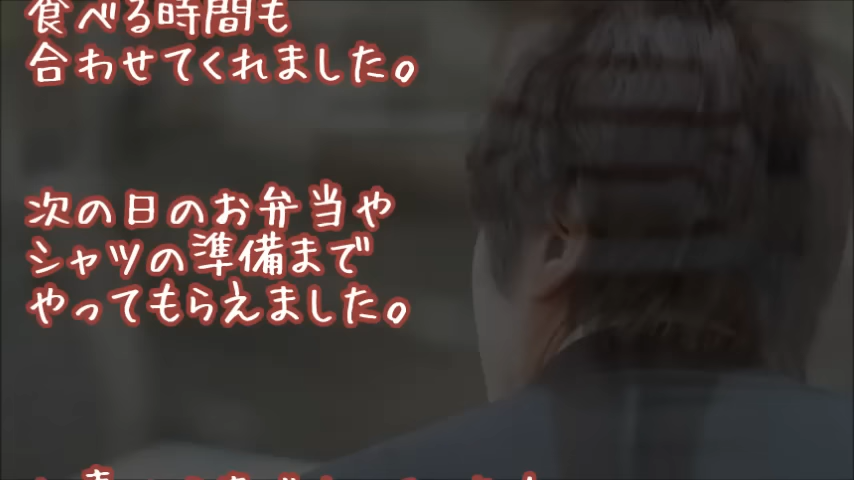 食べる時間も
合わせてくれました。
次の日のお弁当や
シャツの準備まで
やってもらえました。